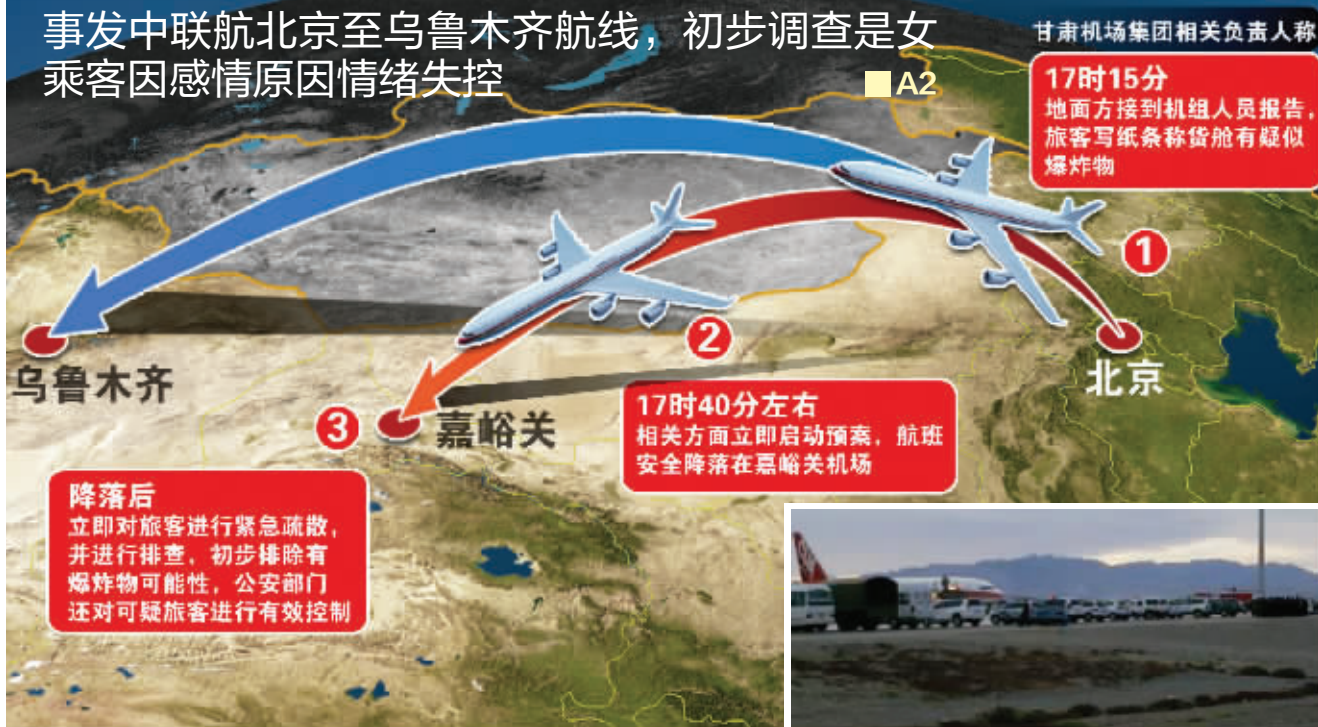 事发中联航北京至乌鲁木齐航线，初步调查是女
乘客因感情原因情绪失控
A2
甘肃机场集团相关负责人称
17时15分
地面方接到机组人员报告，
旅客写纸条称货舱有疑似
爆炸物
1
北京
2
17时40分左右
相关方面立即启动预案，航班
安全降落在嘉峪关机场
乌鲁木齐
3
嘉峪关
降落后
立即对旅客进行紧急疏散，
并进行排查，初步排除有
爆炸物可能性，公安部门
还对可疑旅客进行有效控制